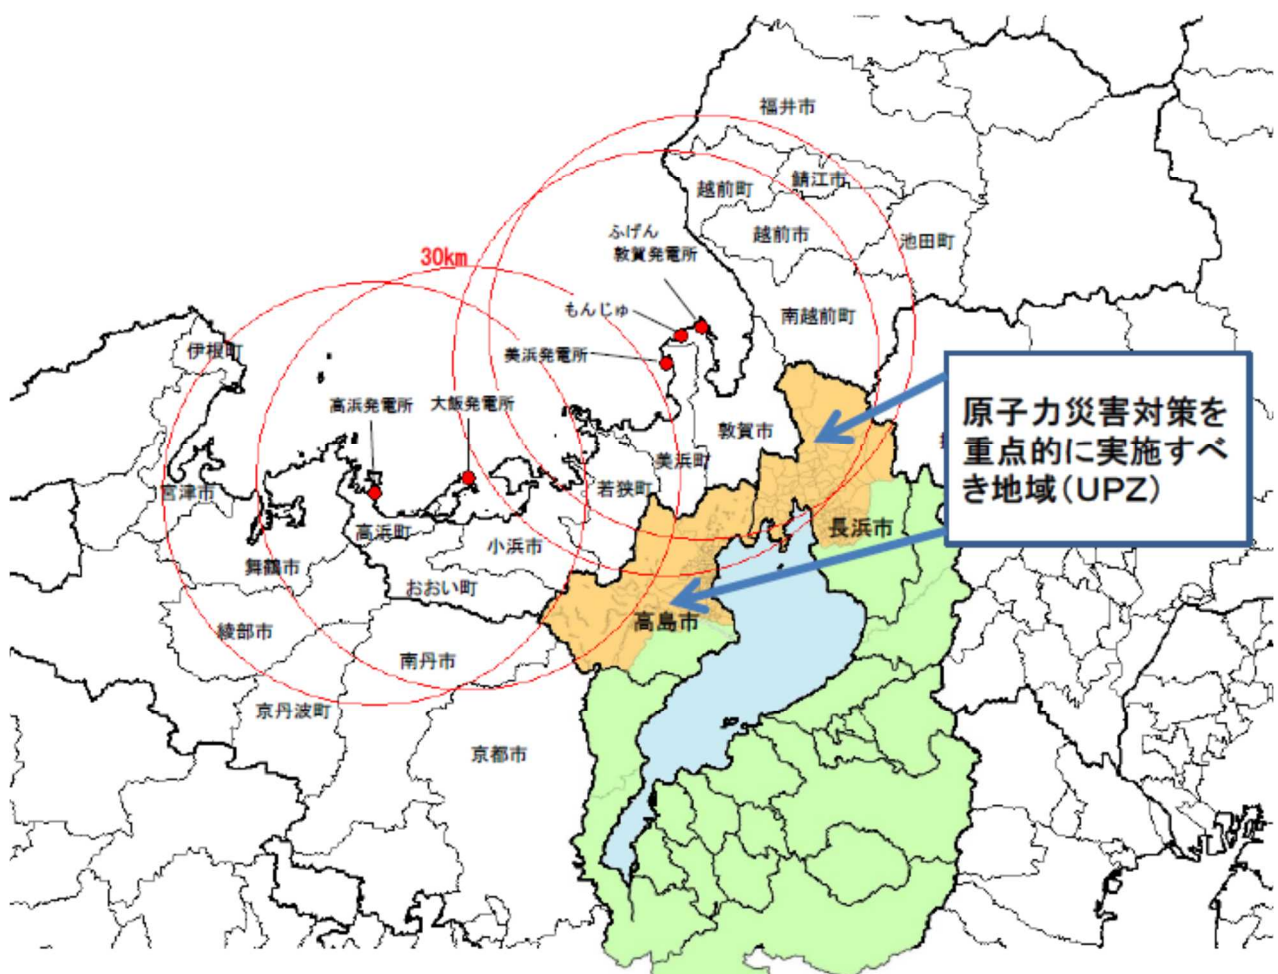 福井市
越前町
鯖江市
ふげん
敦賀発電所
越前市
池田町
30km
もんじゅ
南越前町
伊根町
美浜発電所
高浜発電所
大飯発電所
原子力災害対策を
重点的に実施すべ
き地域（UPZ）
敦賀市
美浜町
宮津市
若狭町
高浜町
長浜市
小浜市
舞鶴市
おおい町
高島市
綾部市
南丹市
京丹波町
京都市